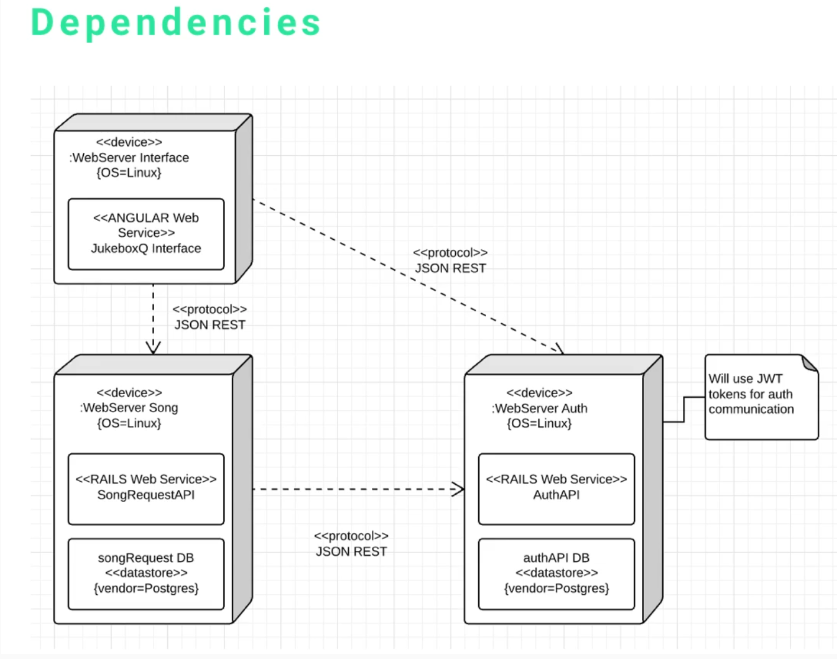 Dependencies
<<device>>
:WebServer Interface
{OS=Linux}
<<ANGULAR Web
Service>>
JukeboxQ Interface
<<protocol>>
JSON REST
<<protocol>>
JSON REST
<<device>>
:WebServer Song
{OS=Linux}
<<RAILS Web Service>>
SongRequestAPI
songRequest DB
<<datastore>>
{vendor=Postgres}
<<protocol>>
JSON REST
<<device>>
:WebServer Auth
{OS=Linux}
<<RAILS Web Service>>
AuthAPI
authAPI DB
<<datastore>>
{vendor=Postgres}
Will use JWT
tokens for auth
communication